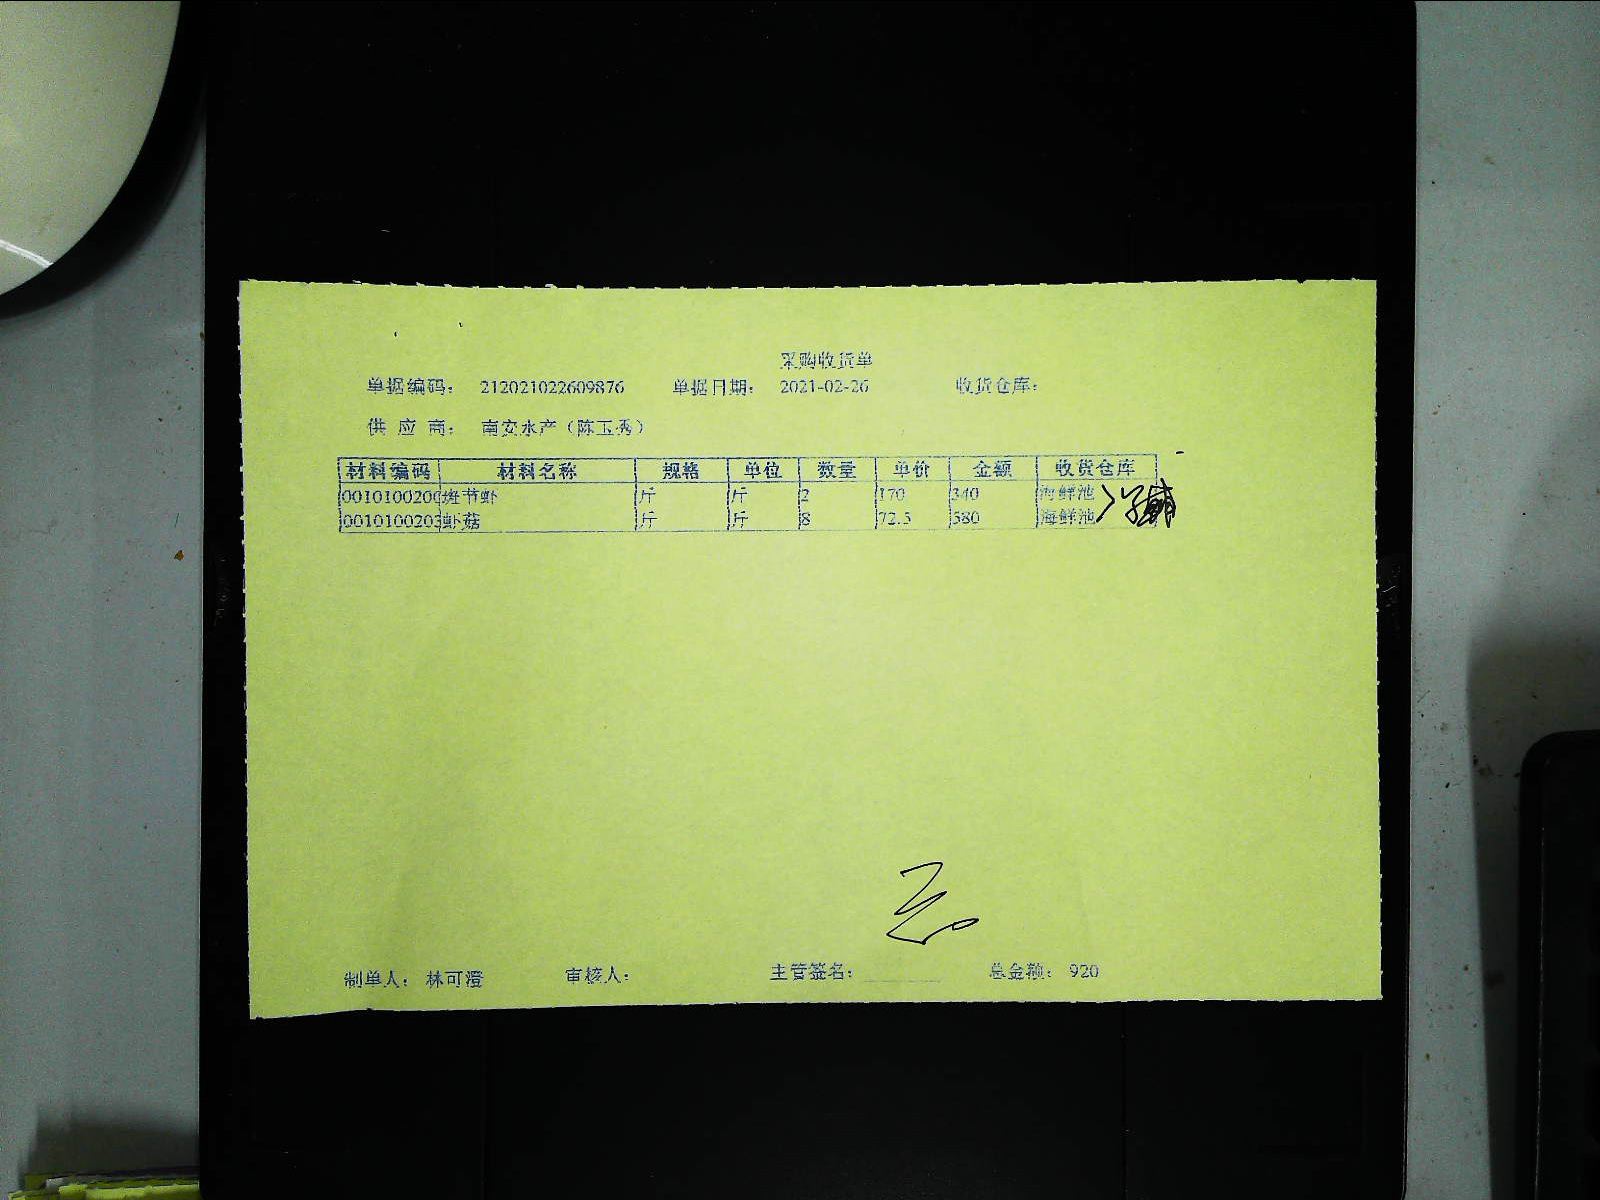 采购收货单
单据编码： 212021022609876 单据日期： 2021-02-26 收货仓库：
供 应 商： 南安水产（陈玉秀）
材料编码 材料名称 规格 单位 数量 单价 金额 收货仓库
0010100200 斑节虾 斤 斤 2 170 340 海鲜池
0010100203 虾菇 斤 斤 8 72.5 580 海鲜池
制单人： 林可澄 审核人： 主管签名： 总金额： 920